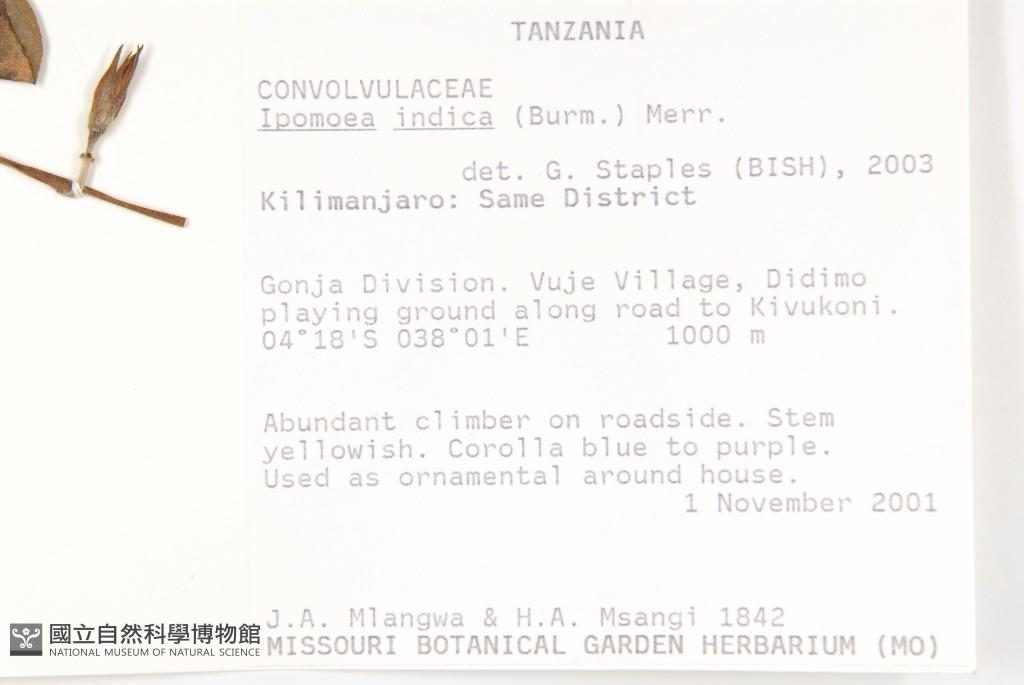 TANZANIA
CONVOLVULACEAE
Ipomoea indica (Burm.) Merr.
det. G. Staples (BISH), 2003
Kilimanjaro: Same District
Gonja Division. Vuje Village, Didimo
playing ground along road to Kivukoni.
04°18'S 038°01'E 1000 m
Abundant climber on roadside. Stem
yellowish. Corolla blue to purple.
Used as ornamental around house.
1 November 2001
J.A. Mlangwa & H.A. Msangi 1842
MISSOURI BOTANICAL GARDEN HERBARIUM (MO)
國立自然科學博物館
NATIONAL MUSEUM OF NATURAL SCIENCE